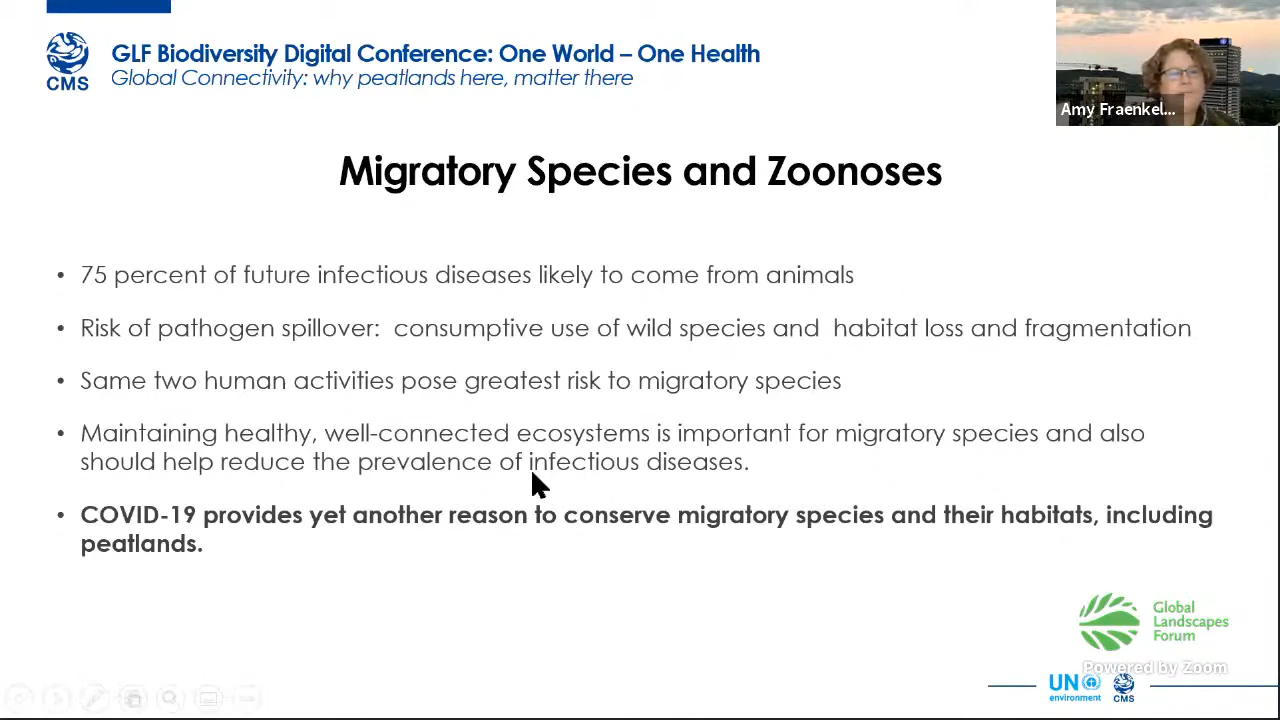 GLF Biodiversity Digital Conference: One World – One Health
Global Connectivity: why peatlands here, matter there
CMS
Amy Fraenkel...
Migratory Species and Zoonoses
• 75 percent of future infectious diseases likely to come from animals
• Risk of pathogen spillover:  consumptive use of wild species and  habitat loss and fragmentation
• Same two human activities pose greatest risk to migratory species
• Maintaining healthy, well-connected ecosystems is important for migratory species and also
should help reduce the prevalence of infectious diseases.
• COVID-19 provides yet another reason to conserve migratory species and their habitats, including
peatlands.
Global
Landscapes
Forum
Powered by Zoom
UN
environment
CMS